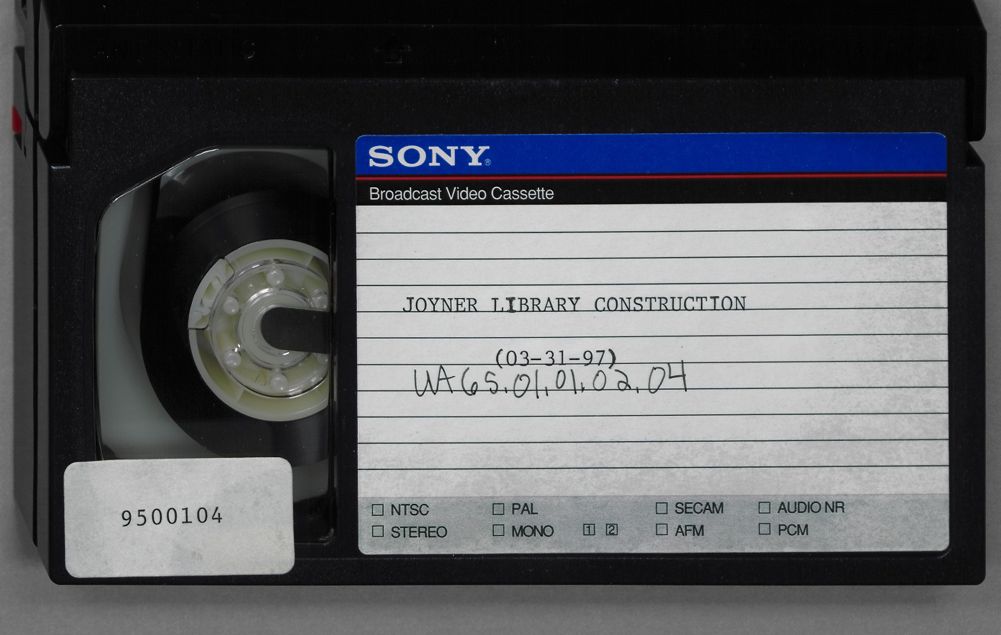 ANTISTATIC
SONY®
Broadcast Video Cassette
JOYNER LIBRARY CONSTRUCTION
(03-31-97)
UA65.01.01.02.04
☐ NTSC ☐ PAL ☐ SECAM ☐ AUDIO NR
☐ STEREO ☐ MONO 1 2 ☐ AFM ☐ PCM
9500104